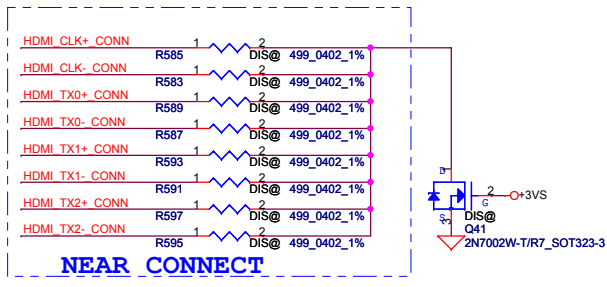 HDMI_CLK+_CONN 1 2
R585 DIS@ 499_0402_1%
HDMI_CLK-_CONN 1 2
R583 DIS@ 499_0402_1%
HDMI_TX0+_CONN 1 2
R589 DIS@ 499_0402_1%
HDMI_TX0-_CONN 1 2
R587 DIS@ 499_0402_1%
HDMI_TX1+_CONN 1 2
R593 DIS@ 499_0402_1%
HDMI_TX1-_CONN 1 2
R591 DIS@ 499_0402_1%
HDMI_TX2+_CONN 1 2
R597 DIS@ 499_0402_1%
HDMI_TX2-_CONN 1 2
R595 DIS@ 499_0402_1%
NEAR CONNECT
1
D
2 +3VS
G
S
3
DIS@
Q41
2N7002W-T/R7_SOT323-3